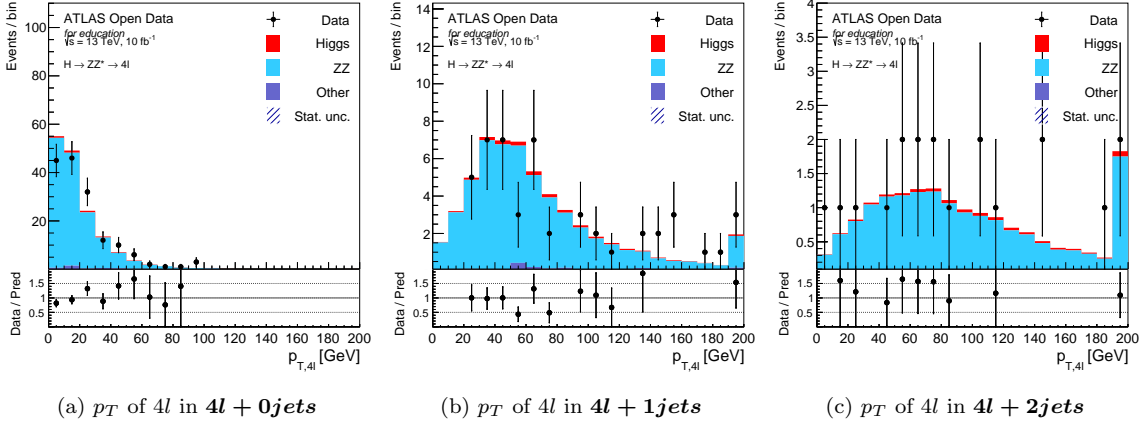 Events / bin
100
80
60
40
20
ATLAS Open Data
for education
√s = 13 TeV, 10 fb⁻¹
H → ZZ* → 4l
Data
Higgs
ZZ
Other
Stat. unc.
Data / Pred
1.5
1
0.5
0 20 40 60 80 100 120 140 160 180 200
p_T,4l [GeV]
(a) p_T of 4l in 4l + 0jets
Events / bin
14
12
10
8
6
4
2
ATLAS Open Data
for education
√s = 13 TeV, 10 fb⁻¹
H → ZZ* → 4l
Data
Higgs
ZZ
Other
Stat. unc.
Data / Pred
1.5
1
0.5
0 20 40 60 80 100 120 140 160 180 200
p_T,4l [GeV]
(b) p_T of 4l in 4l + 1jets
Events / bin
4
3.5
3
2.5
2
1.5
1
0.5
ATLAS Open Data
for education
√s = 13 TeV, 10 fb⁻¹
H → ZZ* → 4l
Data
Higgs
ZZ
Other
Stat. unc.
Data / Pred
1.5
1
0.5
0 20 40 60 80 100 120 140 160 180 200
p_T,4l [GeV]
(c) p_T of 4l in 4l + 2jets